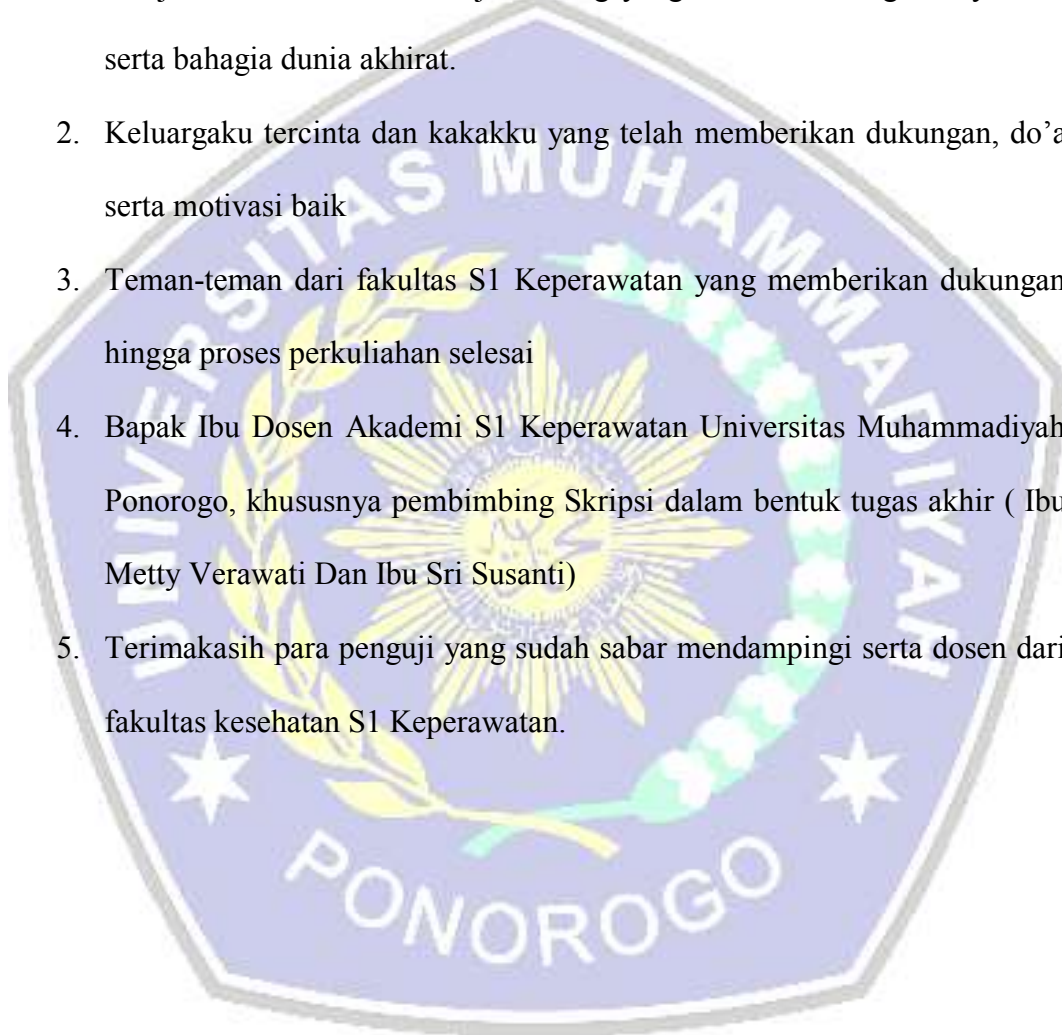 serta bahagia dunia akhirat.
2. Keluargaku tercinta dan kakakku yang telah memberikan dukungan, do’a
serta motivasi baik
3. Teman-teman dari fakultas S1 Keperawatan yang memberikan dukungan
hingga proses perkuliahan selesai
4. Bapak Ibu Dosen Akademi S1 Keperawatan Universitas Muhammadiyah
Ponorogo, khususnya pembimbing Skripsi dalam bentuk tugas akhir ( Ibu
Metty Verawati Dan Ibu Sri Susanti)
5. Terimakasih para penguji yang sudah sabar mendampingi serta dosen dari
fakultas kesehatan S1 Keperawatan.
UNIVERSITAS MUHAMMADIYAH
PONOROGO